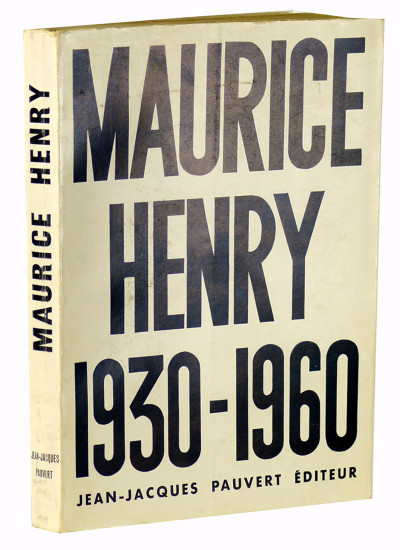 MAURICE
HENRY
1930-1960
JEAN-JACQUES PAUVERT ÉDITEUR
MAURICE HENRY
JEAN-JACQUES
PAUVERT